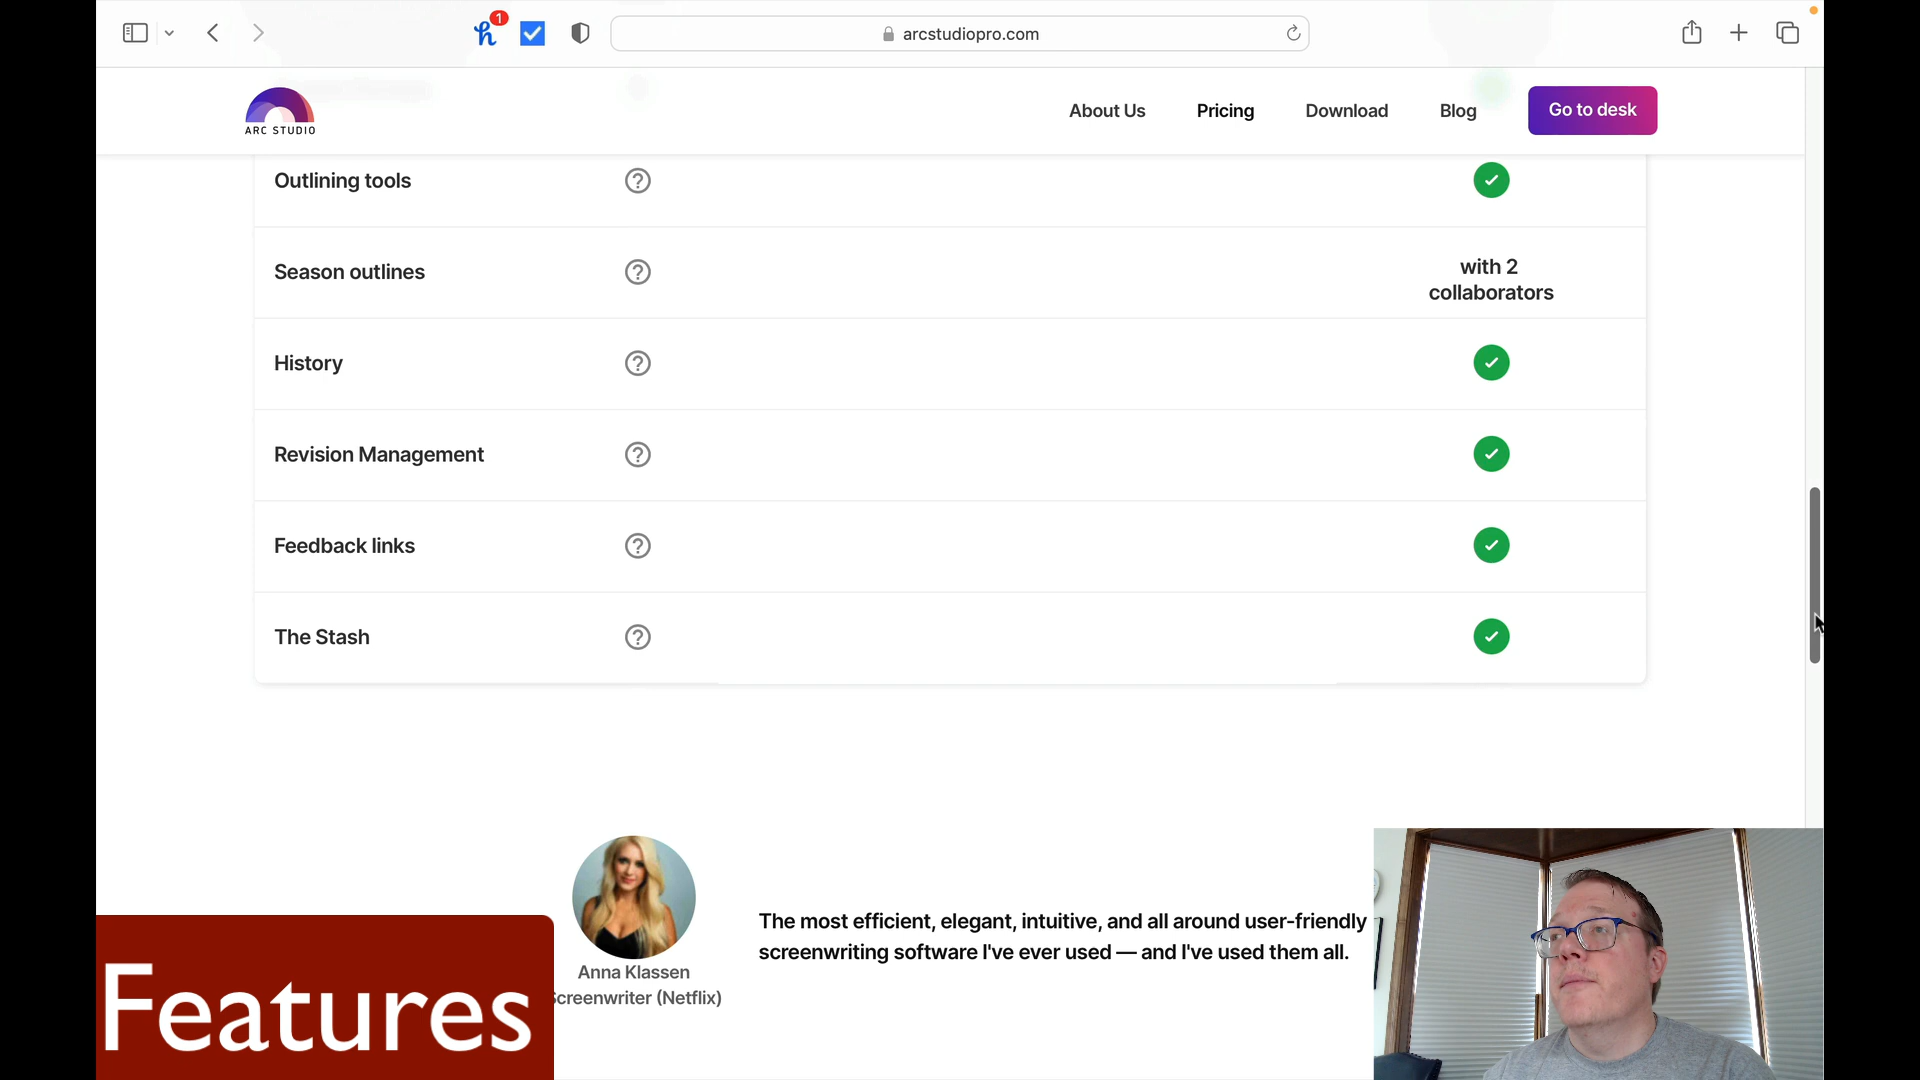 1
arcstudiopro.com
ARC STUDIO
About Us
Pricing
Download
Blog
Go to desk
Outlining tools
Season outlines
with 2
collaborators
History
Revision Management
Feedback links
The Stash
The most efficient, elegant, intuitive, and all around user-friendly
screenwriting software I've ever used — and I've used them all.
Anna Klassen
Screenwriter (Netflix)
Features